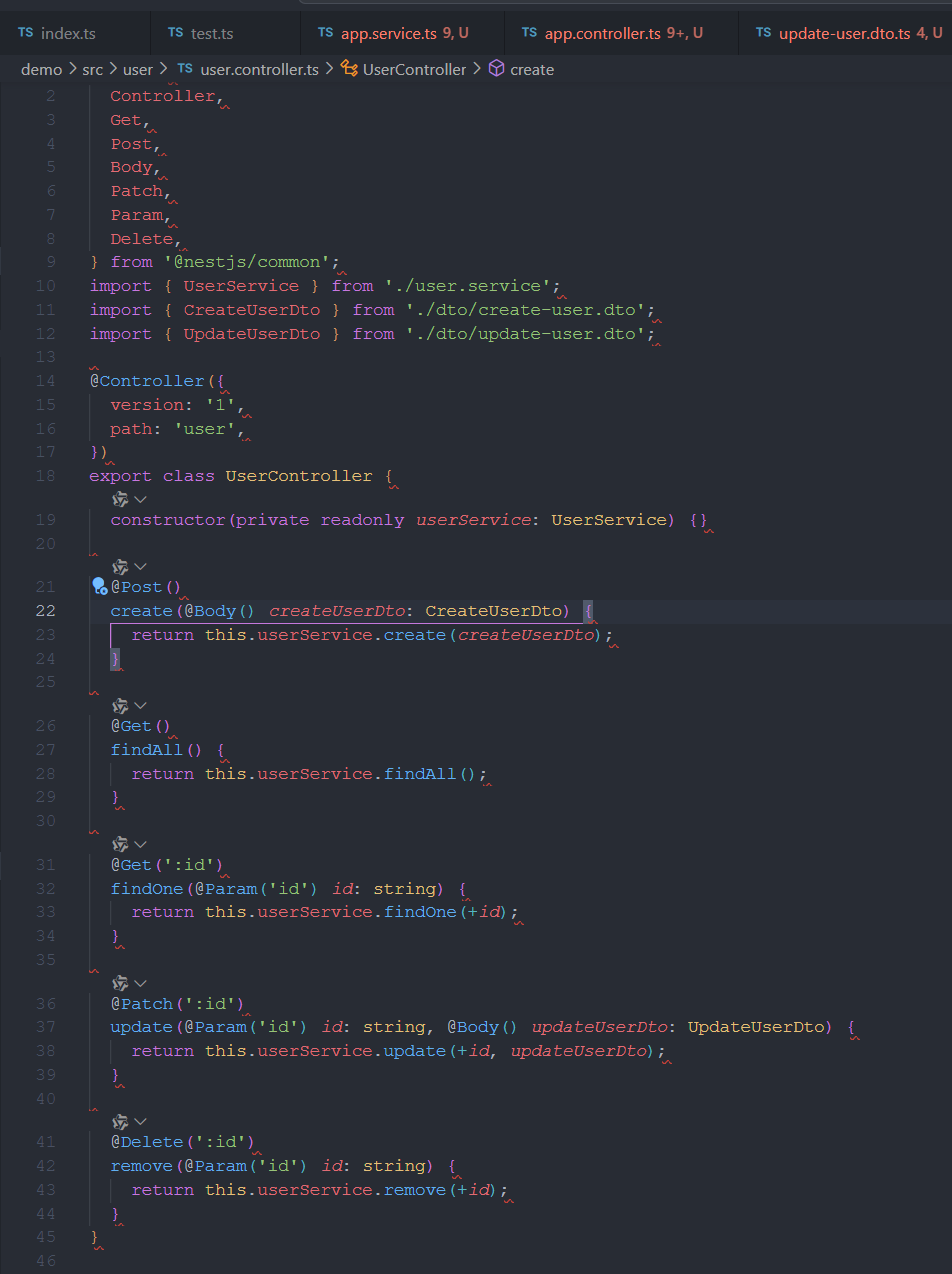 TS index.ts TS test.ts TS app.service.ts 9, U TS app.controller.ts 9+, U TS update-user.dto.ts 4, U
demo > src > user > TS user.controller.ts > UserController > create
2 Controller,
3 Get,
4 Post,
5 Body,
6 Patch,
7 Param,
8 Delete,
9 } from '@nestjs/common';
10 import { UserService } from './user.service';
11 import { CreateUserDto } from './dto/create-user.dto';
12 import { UpdateUserDto } from './dto/update-user.dto';
13
14 @Controller({
15 version: '1',
16 path: 'user',
17 })
18 export class UserController {
19 constructor(private readonly userService: UserService) {}
20
21 @Post()
22 create(@Body() createUserDto: CreateUserDto) {
23 return this.userService.create(createUserDto);
24 }
25
26 @Get()
27 findAll() {
28 return this.userService.findAll();
29 }
30
31 @Get(':id')
32 findOne(@Param('id') id: string) {
33 return this.userService.findOne(+id);
34 }
35
36 @Patch(':id')
37 update(@Param('id') id: string, @Body() updateUserDto: UpdateUserDto) {
38 return this.userService.update(+id, updateUserDto);
39 }
40
41 @Delete(':id')
42 remove(@Param('id') id: string) {
43 return this.userService.remove(+id);
44 }
45 }
46